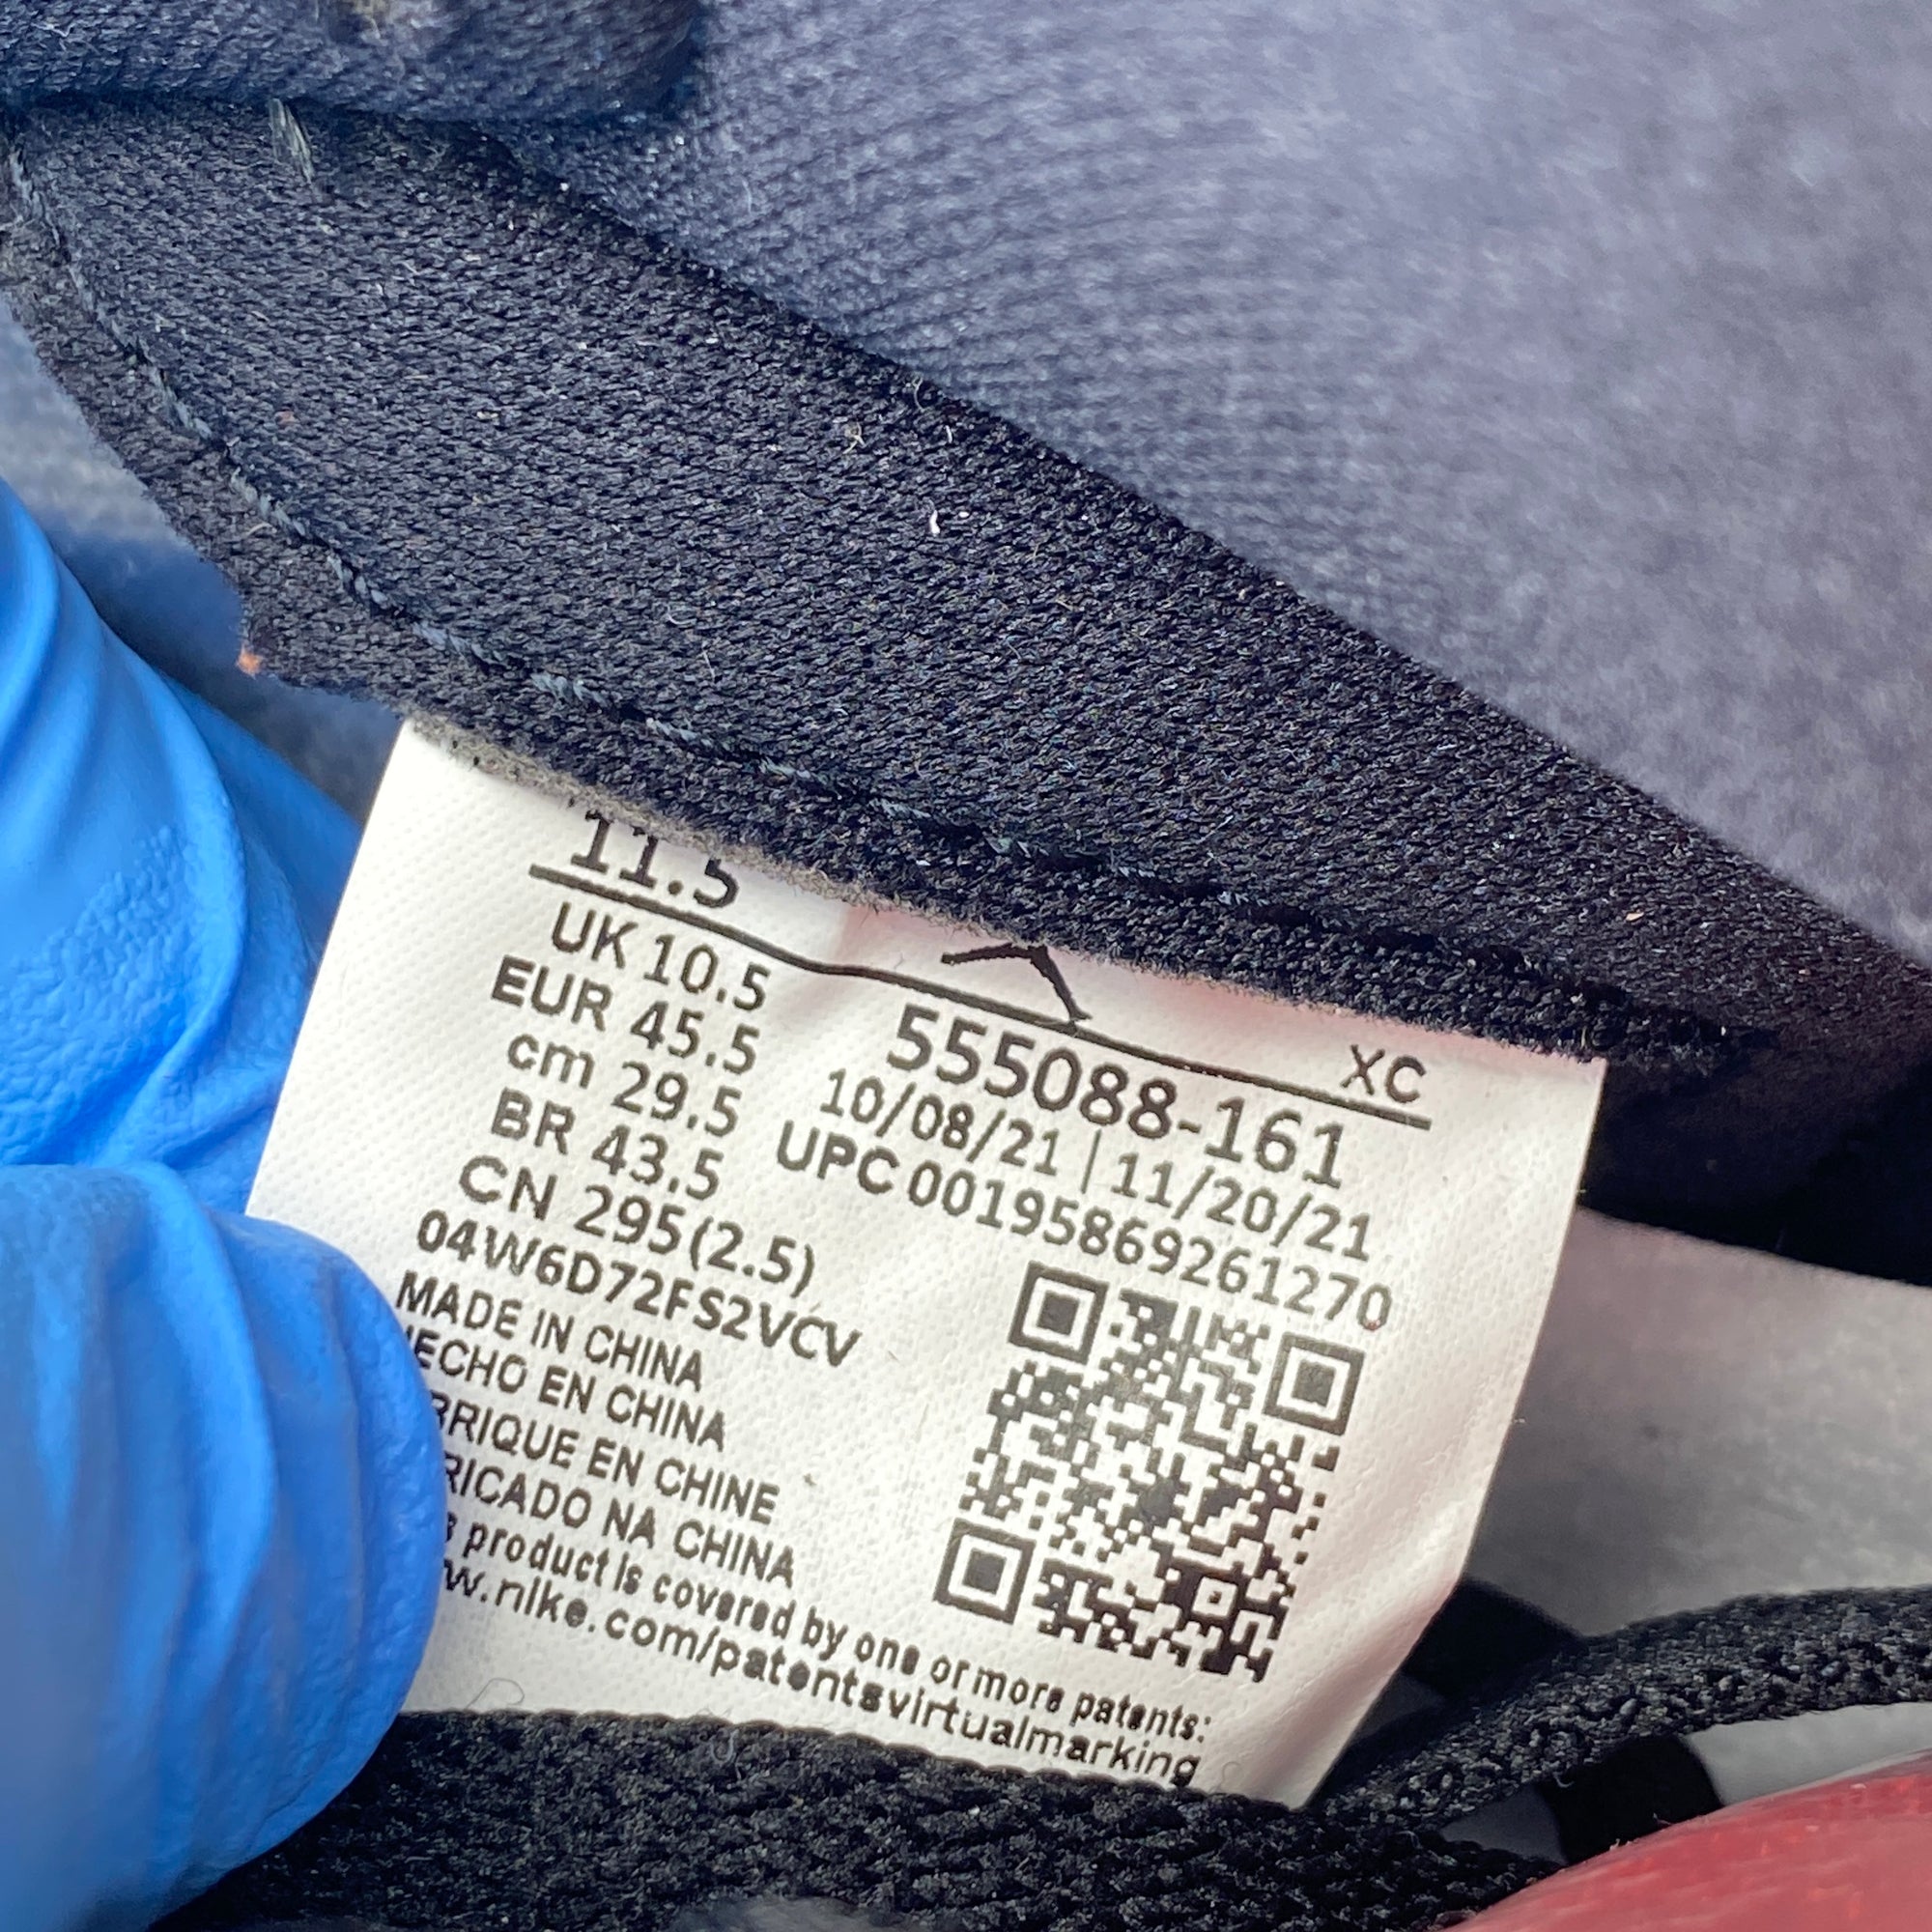 11.5
UK 10.5
EUR 45.5
cm 29.5
BR 43.5
CN 295(2.5)
04W6D72FS2VCV
XC
555088-161
10/08/21 | 11/20/21
UPC 00195869261270
MADE IN CHINA
ECHO EN CHINA
BRIQUE EN CHINE
RICADO NA CHINA
s product is covered by one or more patents:
w.nike.com/patentsvirtualmarking